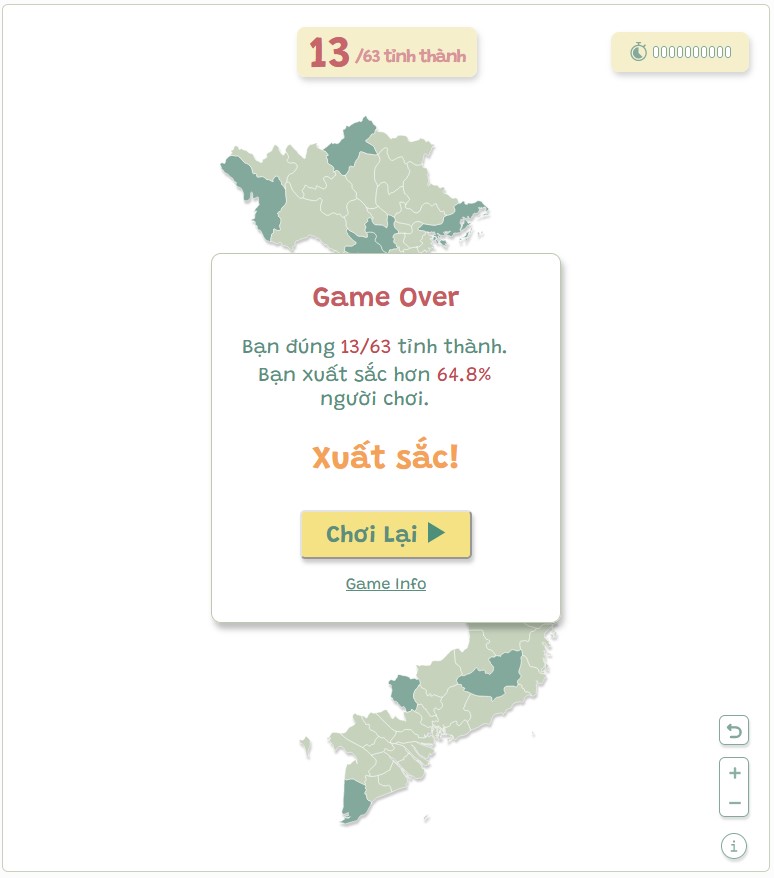 13 /63 tỉnh thành
0000000000
Game Over
Bạn đúng 13/63 tỉnh thành.
Bạn xuất sắc hơn 64.8%
người chơi.
Xuất sắc!
Chơi Lại
Game Info
+
−
i